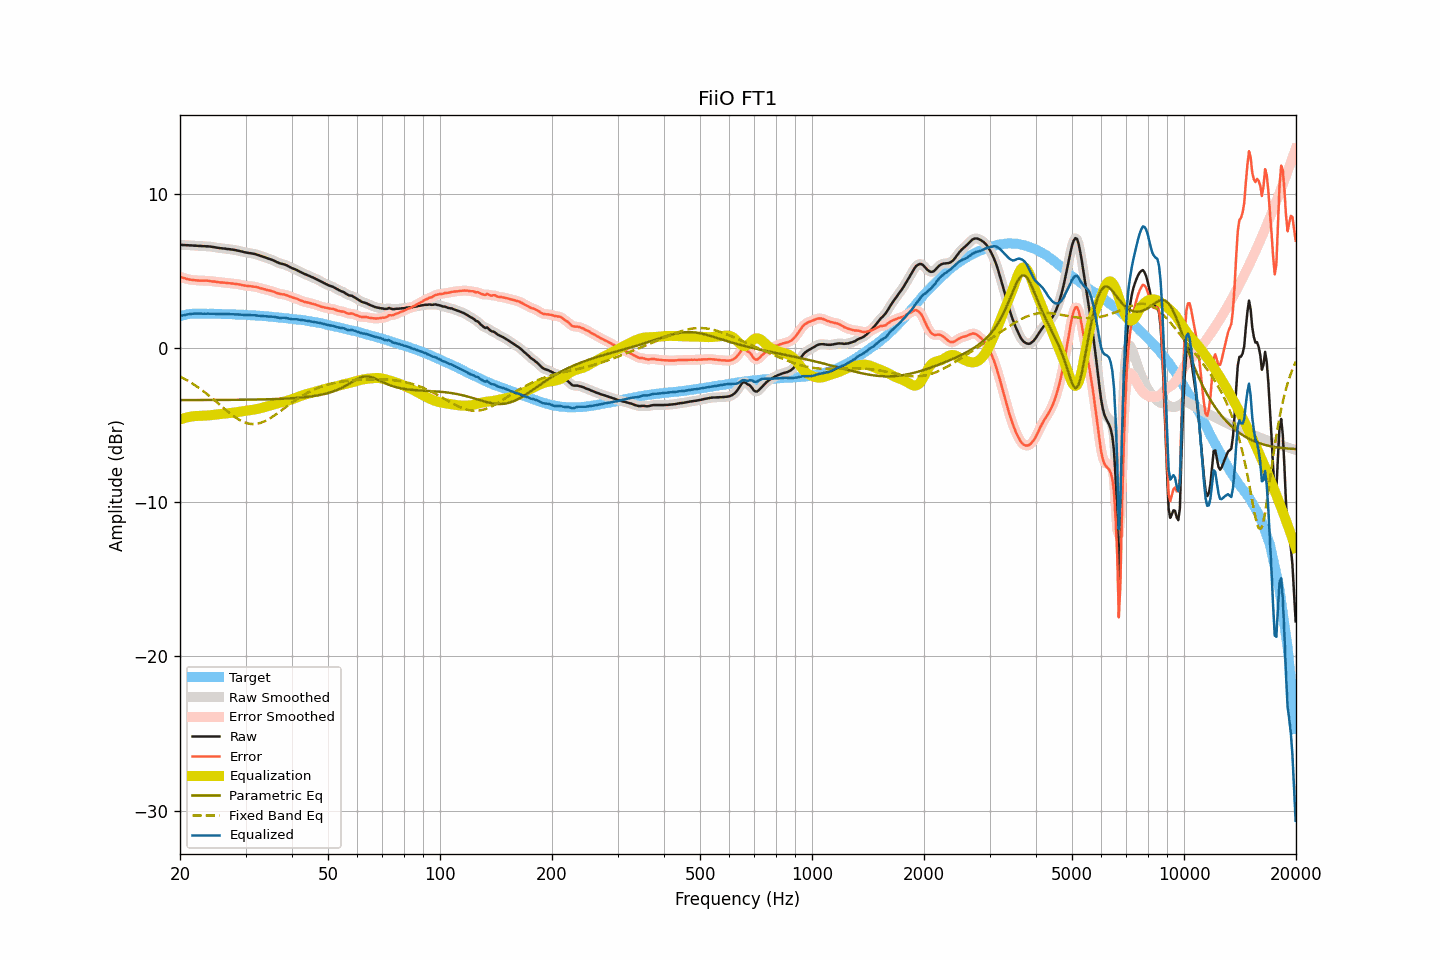 FiiO FT1
Amplitude (dBr)
10
0
−10
−20
−30
Target
Raw Smoothed
Error Smoothed
Raw
Error
Equalization
Parametric Eq
Fixed Band Eq
Equalized
20 50 100 200 500 1000 2000 5000 10000 20000
Frequency (Hz)